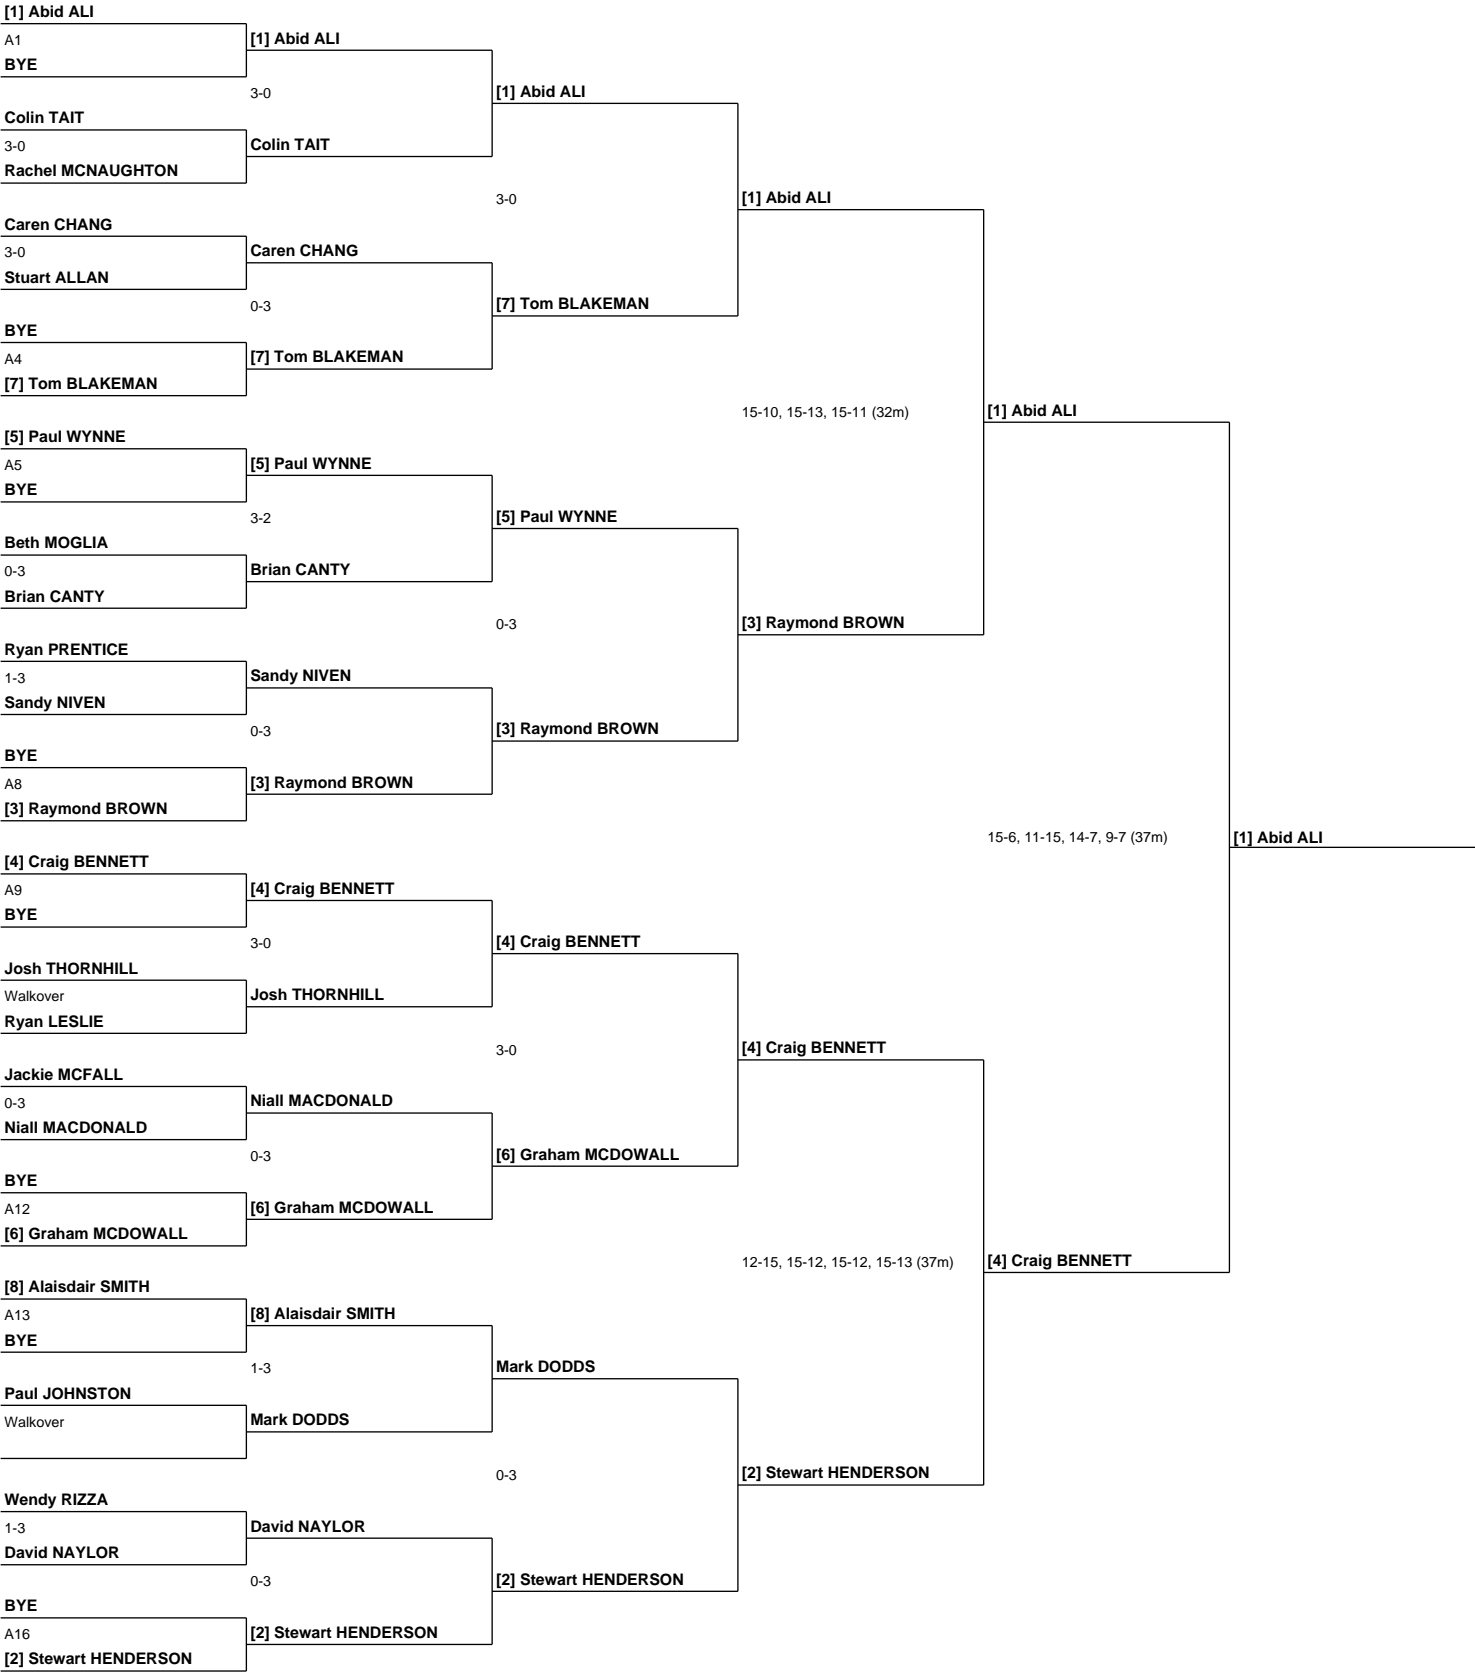 [1] Abid ALI
A1
[1] Abid ALI
BYE
3-0
[1] Abid ALI
Colin TAIT
3-0
Colin TAIT
Rachel MCNAUGHTON
3-0
[1] Abid ALI
Caren CHANG
3-0
Caren CHANG
Stuart ALLAN
0-3
[7] Tom BLAKEMAN
BYE
A4
[7] Tom BLAKEMAN
[7] Tom BLAKEMAN
15-10, 15-13, 15-11 (32m)
[1] Abid ALI
[5] Paul WYNNE
A5
[5] Paul WYNNE
BYE
3-2
[5] Paul WYNNE
Beth MOGLIA
0-3
Brian CANTY
Brian CANTY
0-3
[3] Raymond BROWN
Ryan PRENTICE
1-3
Sandy NIVEN
Sandy NIVEN
0-3
[3] Raymond BROWN
BYE
A8
[3] Raymond BROWN
[3] Raymond BROWN
15-6, 11-15, 14-7, 9-7 (37m)
[1] Abid ALI
[4] Craig BENNETT
A9
[4] Craig BENNETT
BYE
3-0
[4] Craig BENNETT
Josh THORNHILL
Walkover
Josh THORNHILL
Ryan LESLIE
3-0
[4] Craig BENNETT
Jackie MCFALL
0-3
Niall MACDONALD
Niall MACDONALD
0-3
[6] Graham MCDOWALL
BYE
A12
[6] Graham MCDOWALL
[6] Graham MCDOWALL
12-15, 15-12, 15-12, 15-13 (37m)
[4] Craig BENNETT
[8] Alaisdair SMITH
A13
[8] Alaisdair SMITH
BYE
1-3
Mark DODDS
Paul JOHNSTON
Walkover
Mark DODDS
0-3
[2] Stewart HENDERSON
Wendy RIZZA
1-3
David NAYLOR
David NAYLOR
0-3
[2] Stewart HENDERSON
BYE
A16
[2] Stewart HENDERSON
[2] Stewart HENDERSON